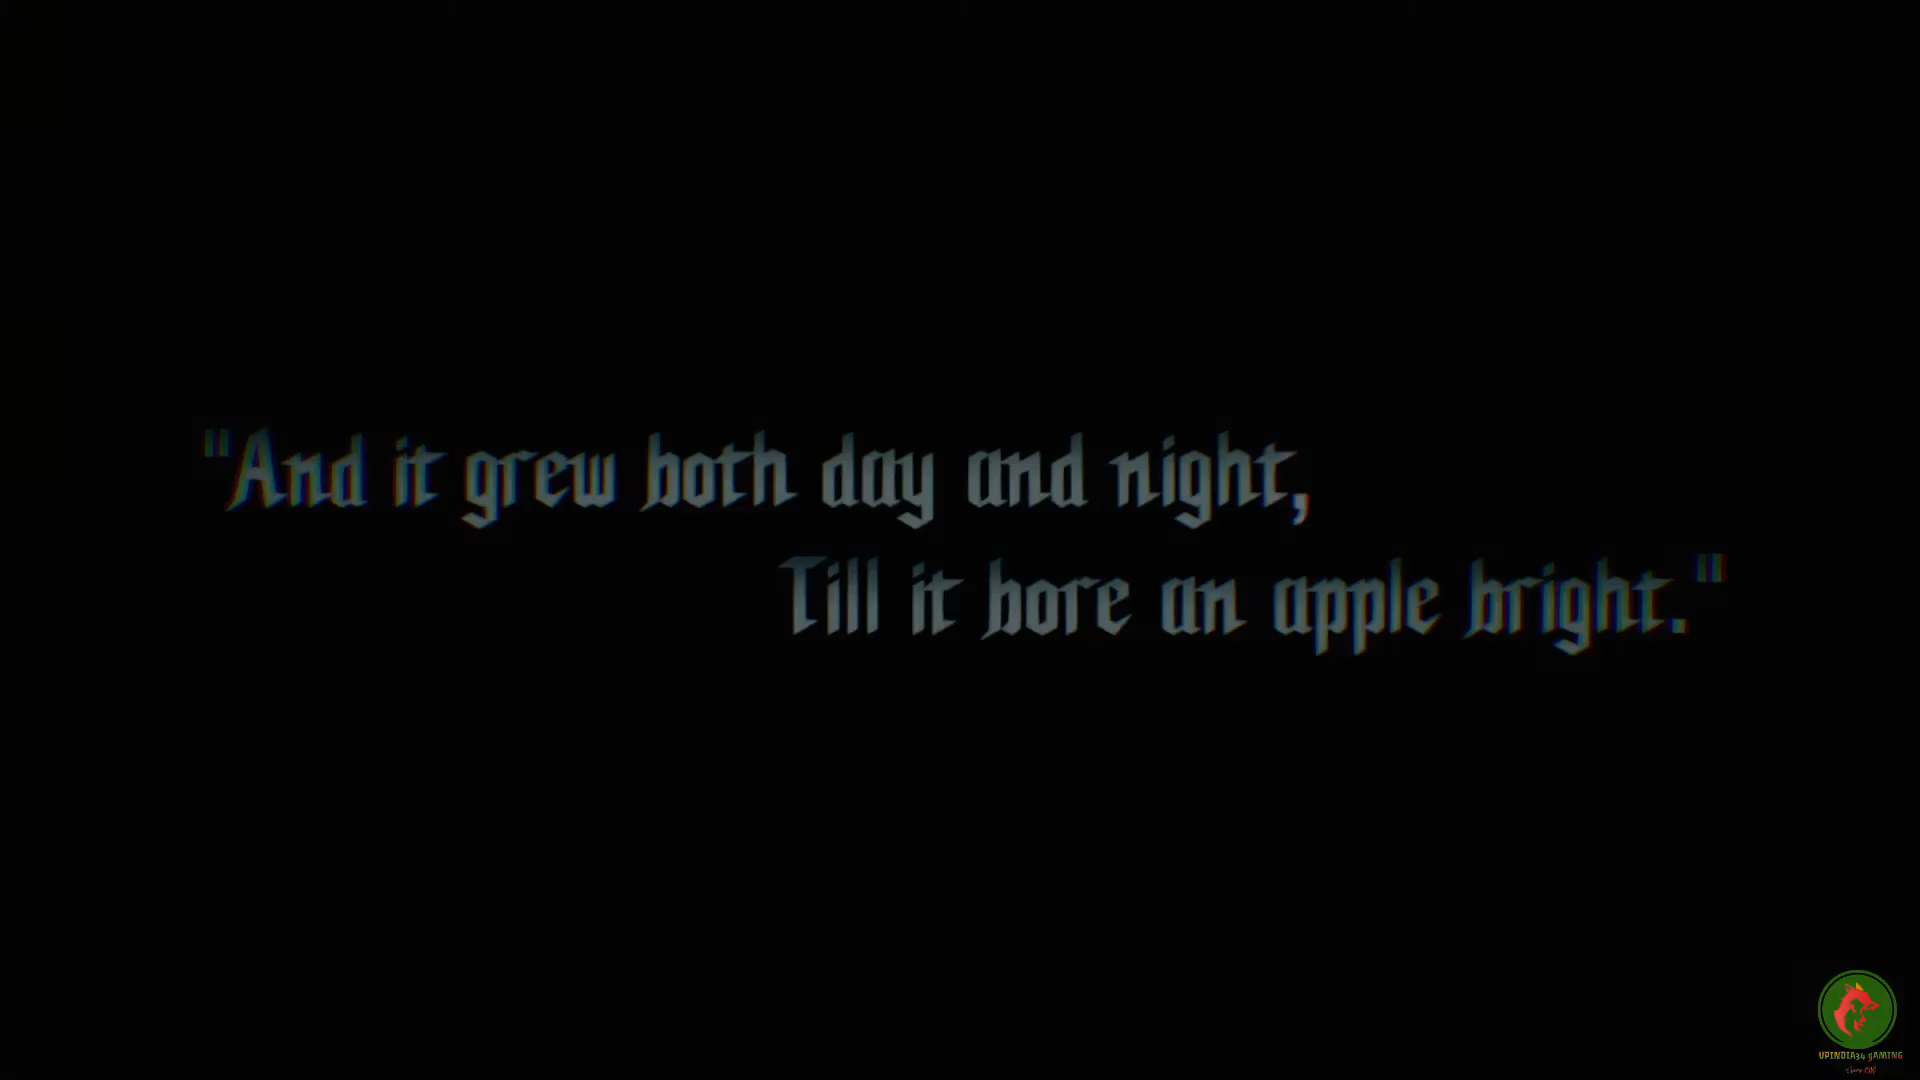 "And it grew both day and night,
Till it bore an apple bright."
UPINDIA34 GAMING